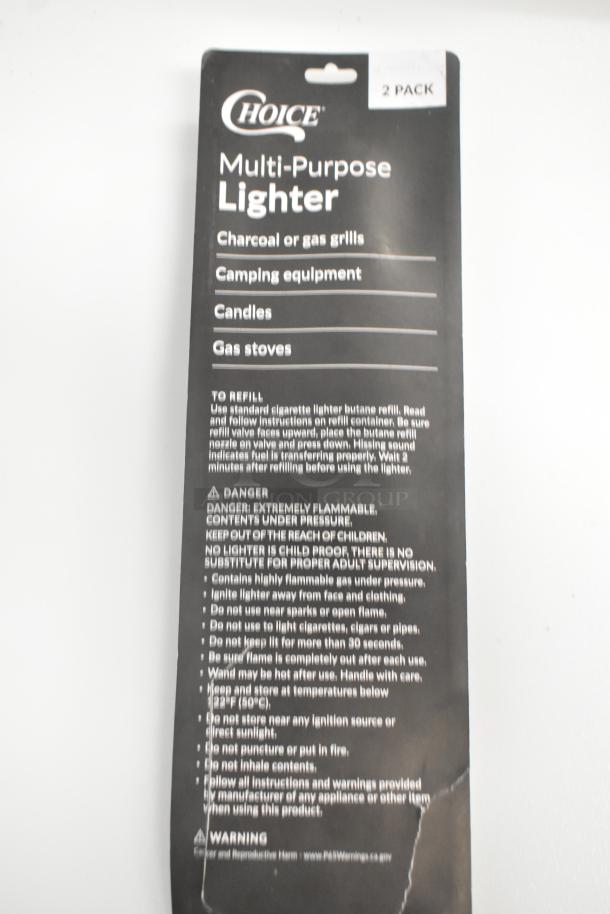 2 PACK
CHOICE®
Multi-Purpose
Lighter
Charcoal or gas grills
Camping equipment
Candles
Gas stoves
TO REFILL
Use standard cigarette lighter butane refill. Read
and follow instructions on refill container. Be sure
refill valve faces upward, place the butane refill
nozzle on valve and press down. Hissing sound
indicates fuel is transferring properly. Wait 2
minutes after refilling before using the lighter.
DANGER
GROUP
DANGER: EXTREMELY FLAMMABLE.
CONTENTS UNDER PRESSURE.
KEEP OUT OF THE REACH OF CHILDREN.
NO LIGHTER IS CHILD PROOF. THERE IS NO
SUBSTITUTE FOR PROPER ADULT SUPERVISION.
• Contains highly flammable gas under pressure.
• Ignite lighter away from face and clothing.
• Do not use near sparks or open flame.
• Do not use to light cigarettes, cigars or pipes.
• Do not keep lit for more than 30 seconds.
• Be sure flame is completely out after each use.
• Wand may be hot after use. Handle with care.
• Keep and store at temperatures below
122°F (50°C).
• Do not store near any ignition source or
direct sunlight.
• Do not puncture or put in fire.
• Do not inhale contents.
• Follow all instructions and warnings provided
by manufacturer of any appliance or other item
when using this product.
WARNING
Cancer and Reproductive Harm - www.P65Warnings.ca.gov